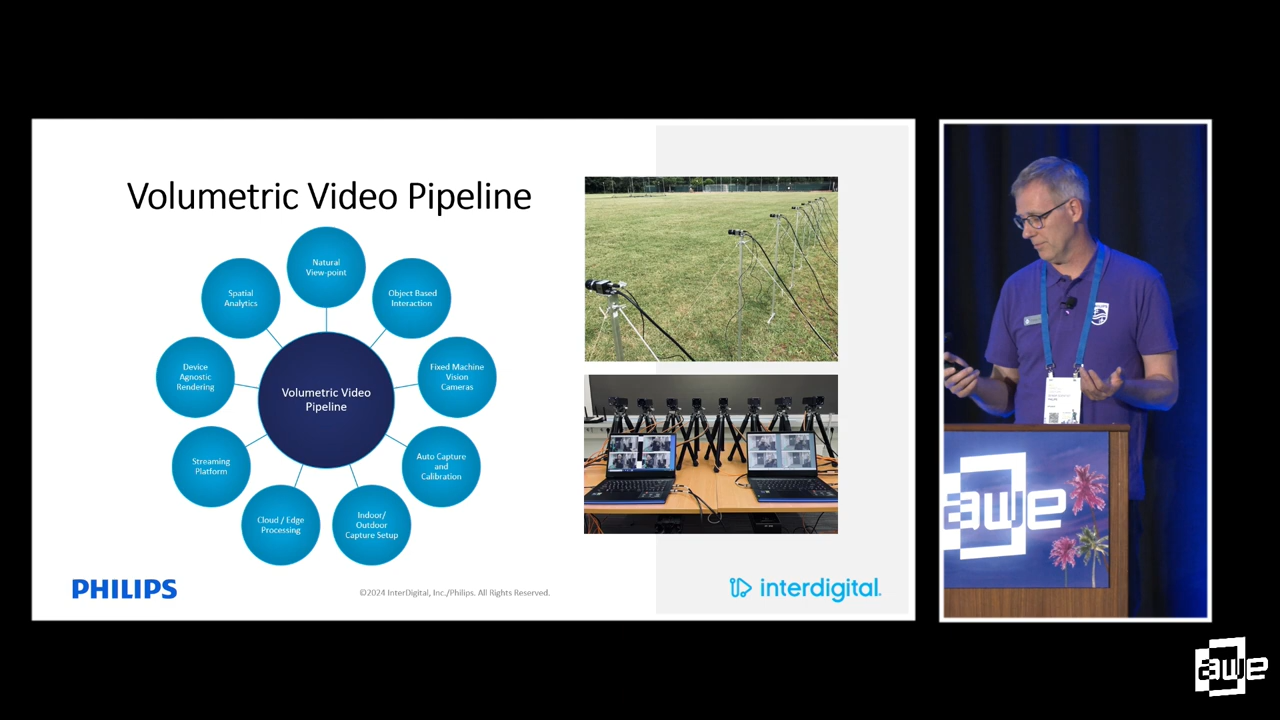 Volumetric Video Pipeline
Natural
View-point
Spatial
Analytics
Object Based
Interaction
Device
Agnostic
Rendering
Volumetric Video
Pipeline
Fixed Machine
Vision
Cameras
Streaming
Platform
Auto Capture
and
Calibration
Cloud / Edge
Processing
Indoor/
Outdoor
Capture Setup
PHILIPS
©2024 InterDigital, Inc./Philips. All Rights Reserved.
interdigital.
awe
awe